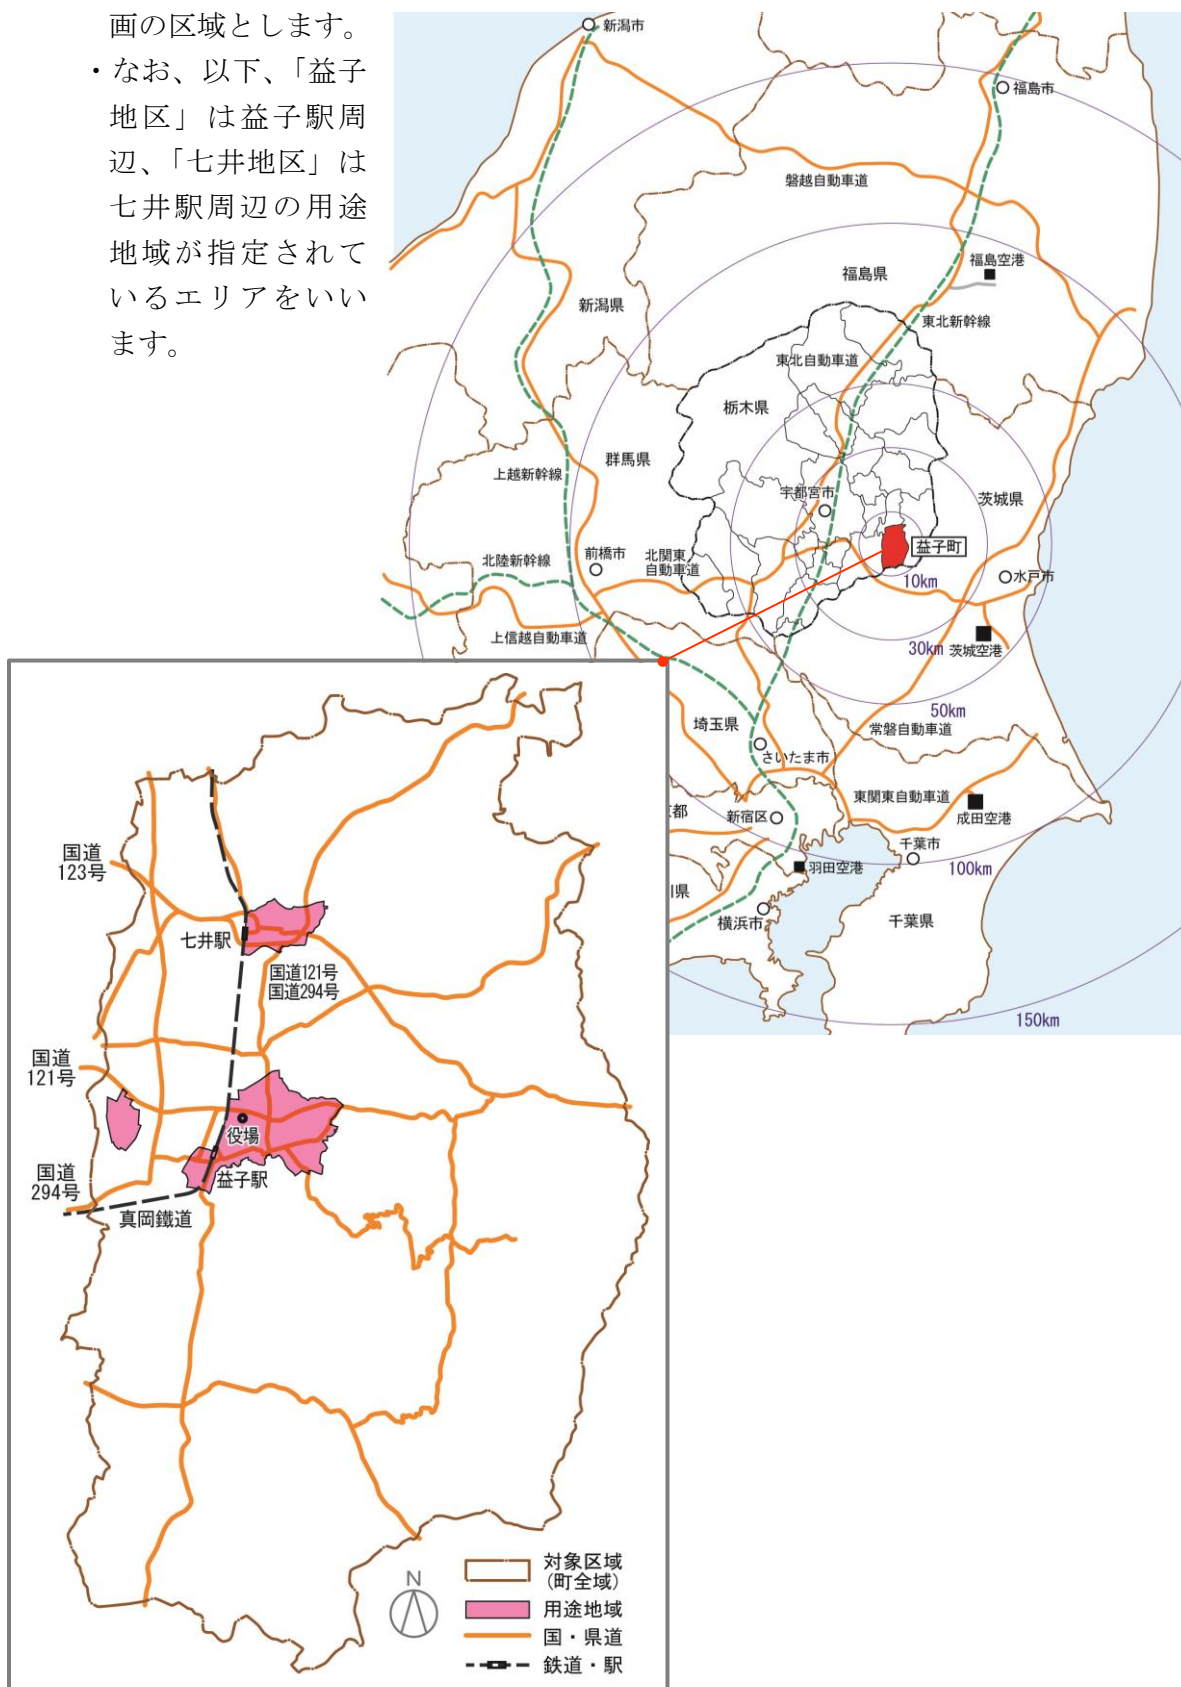 画の区域とします。
・なお、以下、「益子
地区」は益子駅周
辺、「七井地区」は
七井駅周辺の用途
地域が指定されて
いるエリアをいい
ます。
新潟市
福島市
磐越自動車道
福島空港
福島県
新潟県
東北新幹線
東北自動車道
栃木県
群馬県
上越新幹線
宇都宮市
茨城県
益子町
前橋市
北関東
自動車道
北陸新幹線
10km
水戸市
上信越自動車道
30km
茨城空港
50km
埼玉県
常磐自動車道
さいたま市
東関東自動車道
都
新宿区
成田空港
千葉市
羽田空港
100km
川県
横浜市
千葉県
150km
国道
123号
七井駅
国道121号
国道294号
国道
121号
役場
益子駅
国道
294号
真岡鐵道
N
対象区域
(町全域)
用途地域
国・県道
鉄道・駅